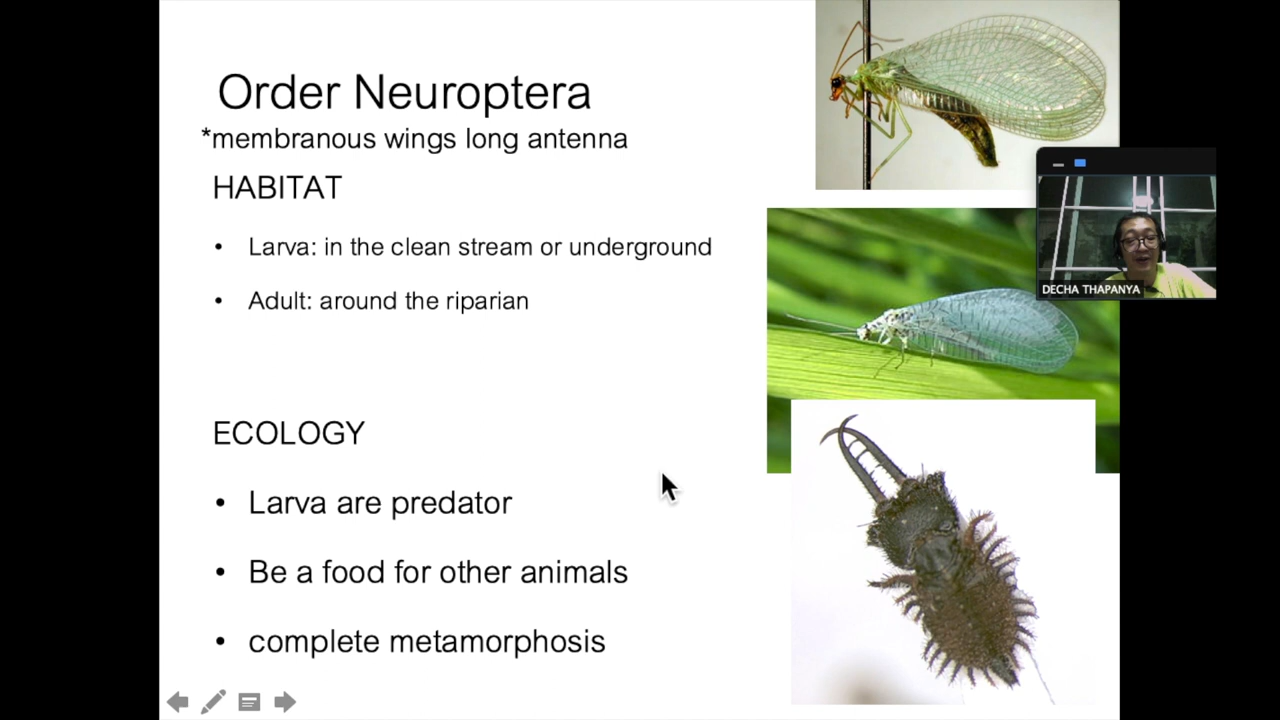 Order Neuroptera
*membranous wings long antenna
HABITAT
• Larva: in the clean stream or underground
• Adult: around the riparian
ECOLOGY
• Larva are predator
• Be a food for other animals
• complete metamorphosis
DECHA THAPANYA